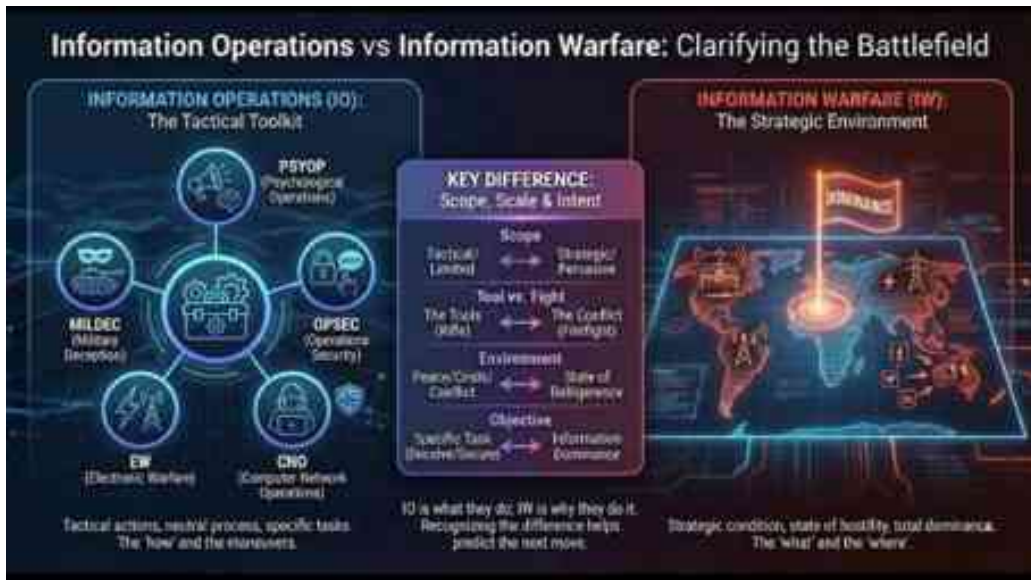 Information Operations vs Information Warfare: Clarifying the Battlefield
INFORMATION OPERATIONS (IO):
The Tactical Toolkit
PSYOP
(Psychological
Operations)
MILDEC
(Military
Deception)
OPSEC
(Operations
Security)
EW
(Electronic Warfare)
CNO
(Computer Network
Operations)
Tactical actions, neutral process, specific tasks.
The 'how' and the maneuvers.
KEY DIFFERENCE:
Scope, Scale & Intent
Scope
Tactical/
Limited
Strategic/
Pervasive
Tool vs. Fight
The Tools
(Rifle)
The Conflict
(Firefight)
Environment
Peace/Crisis/
Conflict
State of
Belligerence
Objective
Specific Task
(Deceive/Secure)
Information
Dominance
IO is what they do; IW is why they do it.
Recognizing the difference helps
predict the next move.
INFORMATION WARFARE (IW):
The Strategic Environment
DOMINANCE
Strategic condition, state of hostility, total dominance.
The 'what' and the 'where'.